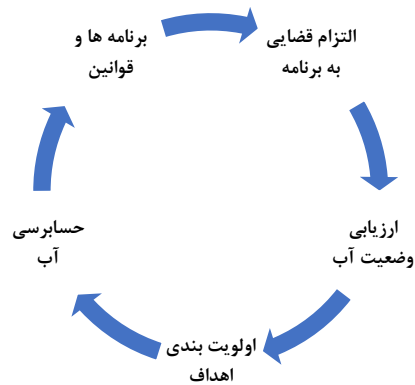 التزام قضایی
به برنامه
ارزیابی
وضعیت آب
اولویت بندی
اهداف
حسابرسی
آب
برنامه ها و
قوانین